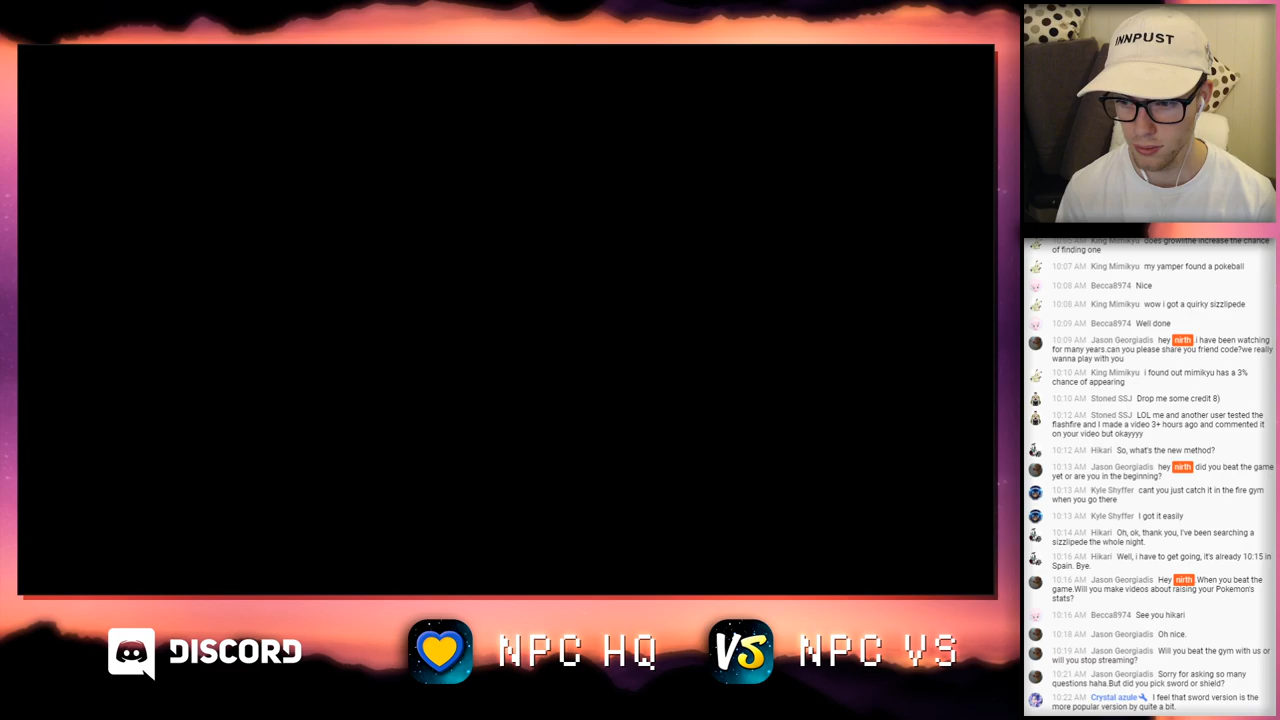 INNPUST
King Mimikyu does growlithe increase the chance
of finding one
10:07 AM King Mimikyu my yamper found a pokeball
10:08 AM Becca8974 Nice
10:08 AM King Mimikyu wow i got a quirky sizzlipede
10:09 AM Becca8974 Well done
10:09 AM Jason Georgiadis hey nirth i have been watching
for many years.can you please share you friend code?we really
wanna play with you
10:10 AM King Mimikyu i found out mimikyu has a 3%
chance of appearing
10:10 AM Stoned SSJ Drop me some credit 8)
10:12 AM Stoned SSJ LOL me and another user tested the
flashfire and I made a video 3+ hours ago and commented it
on your video but okayyyy
10:12 AM Hikari So, what's the new method?
10:13 AM Jason Georgiadis hey nirth did you beat the game
yet or are you in the beginning?
10:13 AM Kyle Shyffer cant you just catch it in the fire gym
when you go there
10:13 AM Kyle Shyffer I got it easily
10:14 AM Hikari Oh, ok, thank you, I've been searching a
sizzlipede the whole night.
10:16 AM Hikari Well, i have to get going, it's already 10:15 in
Spain. Bye.
10:16 AM Jason Georgiadis Hey nirth When you beat the
game.Will you make videos about raising your Pokemon's
stats?
10:16 AM Becca8974 See you hikari
10:18 AM Jason Georgiadis Oh nice.
10:19 AM Jason Georgiadis Will you beat the gym with us or
will you stop streaming?
10:21 AM Jason Georgiadis Sorry for asking so many
questions haha.But did you pick sword or shield?
10:22 AM Crystal azule I feel that sword version is the
more popular version by quite a bit.
DISCORD
NPC HQ
VS
NPC VS